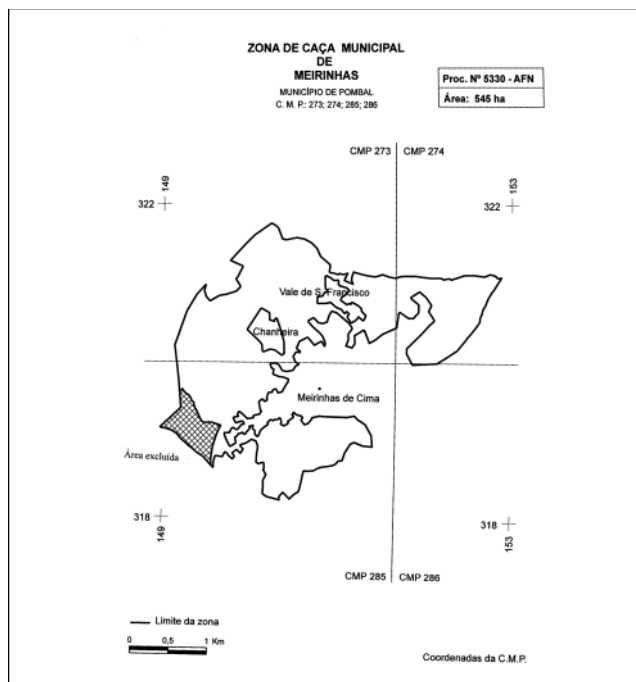 ZONA DE CAÇA MUNICIPAL
DE
MEIRINHAS
MUNICÍPIO DE POMBAL
C. M. P.: 273; 274; 285; 286
Proc. Nº 5330 - AFN
Área: 545 ha
CMP 273
CMP 274
149
322
153
322
Vale de S. Francisco
Chanheira
Meirinhas de Cima
Área excluída
318
149
318
153
CMP 285
CMP 286
Limite da zona
0 0,5 1 Km
Coordenadas da C.M.P.